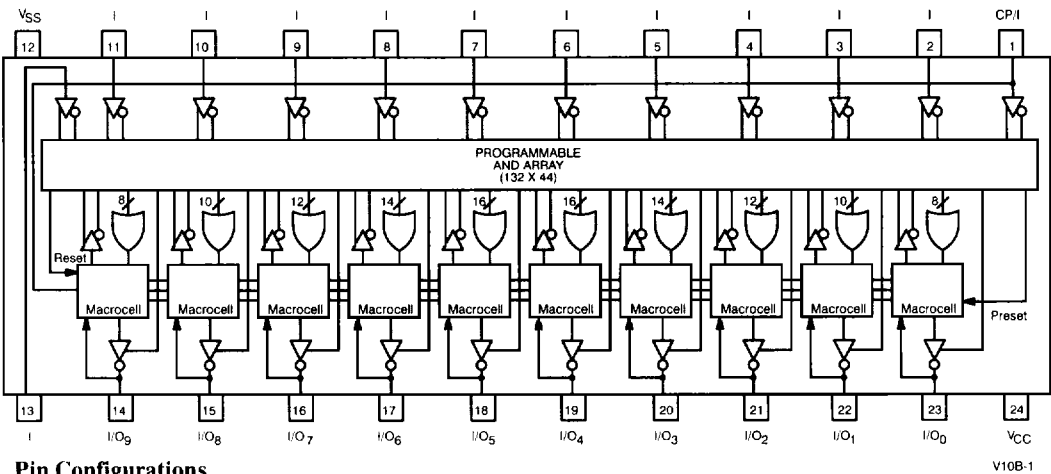 VSS I I I I I I I I I I CP/I
12 11 10 9 8 7 6 5 4 3 2 1
PROGRAMMABLE
AND ARRAY
(132 X 44)
8 10 12 14 16 16 14 12 10 8
Reset
Macrocell Macrocell Macrocell Macrocell Macrocell Macrocell Macrocell Macrocell Macrocell Macrocell
Preset
13 14 15 16 17 18 19 20 21 22 23 24
I I/O9 I/O8 I/O7 I/O6 I/O5 I/O4 I/O3 I/O2 I/O1 I/O0 VCC
V10B-1
Pin Configurations